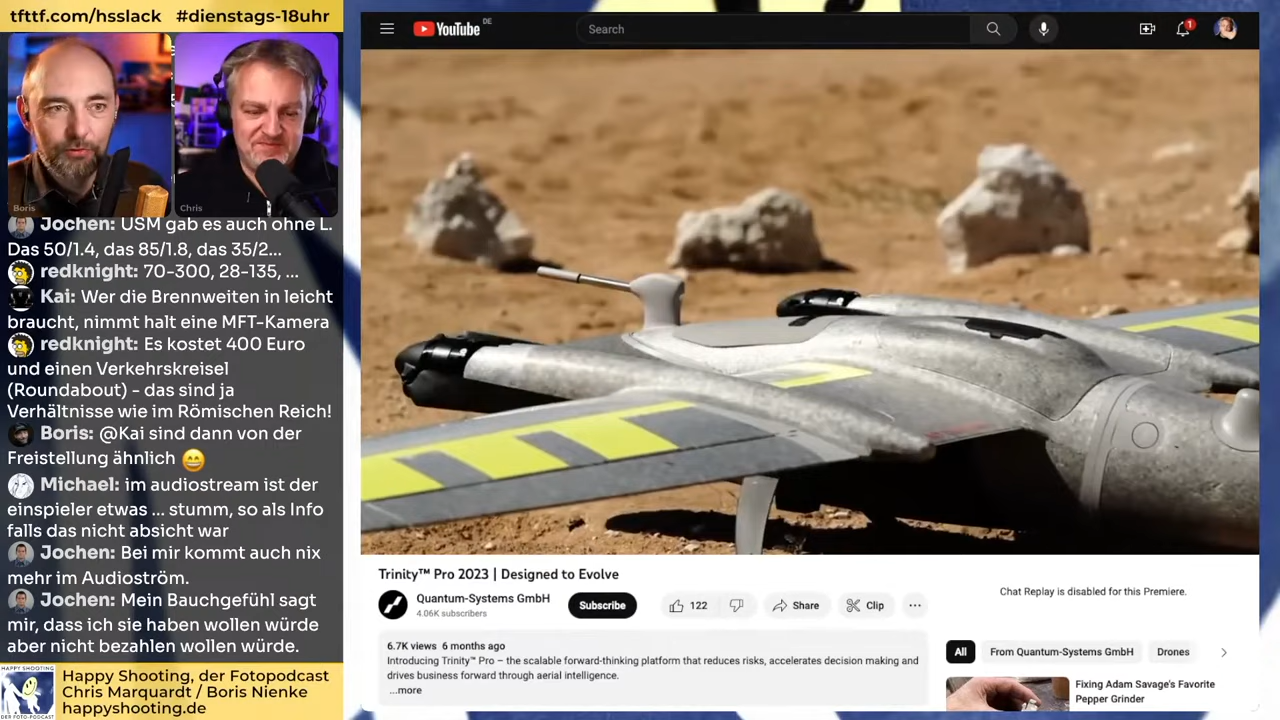 tfttf.com/hsslack #dienstags-18uhr
Boris
Chris
Jochen: USM gab es auch ohne L.
Das 50/1.4, das 85/1.8, das 35/2...
redknight: 70-300, 28-135, ...
Kai: Wer die Brennweiten in leicht
braucht, nimmt halt eine MFT-Kamera
redknight: Es kostet 400 Euro
und einen Verkehrskreisel
(Roundabout) - das sind ja
Verhältnisse wie im Römischen Reich!
Boris: @Kai sind dann von der
Freistellung ähnlich 😄
Michael: im audiostream ist der
einspieler etwas ... stumm, so als Info
falls das nicht absicht war
Jochen: Bei mir kommt auch nix
mehr im Audioström.
Jochen: Mein Bauchgefühl sagt
mir, dass ich sie haben wollen würde
aber nicht bezahlen wollen würde.
HAPPY SHOOTING
DER FOTO-PODCAST
Happy Shooting, der Fotopodcast
Chris Marquardt / Boris Nienke
happyshooting.de
YouTube DE
Search
1
Trinity™ Pro 2023 | Designed to Evolve
Quantum-Systems GmbH
4.06K subscribers
Subscribe
122
Share
Clip
6.7K views 6 months ago
Introducing Trinity™ Pro – the scalable forward-thinking platform that reduces risks, accelerates decision making and
drives business forward through aerial intelligence.
...more
Chat Replay is disabled for this Premiere.
All
From Quantum-Systems GmbH
Drones
Fixing Adam Savage's Favorite
Pepper Grinder